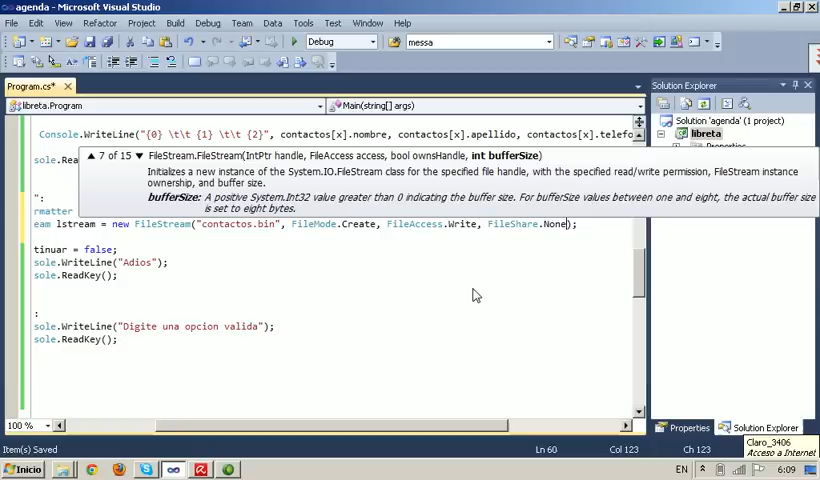 agenda - Microsoft Visual Studio
File Edit View Refactor Project Build Debug Team Data Tools Test Window Help
Debug messa
Program.cs* Solution Explorer
libreta.Program Main(string[] args)
Solution 'agenda' (1 project)
libreta
Console.WriteLine("{0} \t\t {1} \t\t {2}", contactos[x].nombre, contactos[x].apellido, contactos[x].telefo
sole.Rea
7 of 15 FileStream.FileStream(IntPtr handle, FileAccess access, bool ownsHandle, int bufferSize)
Initializes a new instance of the System.IO.FileStream class for the specified file handle, with the specified read/write permission, FileStream instance
ownership, and buffer size.
bufferSize: A positive System.Int32 value greater than 0 indicating the buffer size. For bufferSize values between one and eight, the actual buffer size
is set to eight bytes.
":
rmatter
eam lstream = new FileStream("contactos.bin", FileMode.Create, FileAccess.Write, FileShare.None);
tinuar = false;
sole.WriteLine("Adios");
sole.ReadKey();
:
sole.WriteLine("Digite una opcion valida");
sole.ReadKey();
100 %
Properties Solution Explorer
Item(s) Saved Ln 60 Col 123 Ch 123
Claro_3406
Acceso a Internet
Inicio EN 6:09